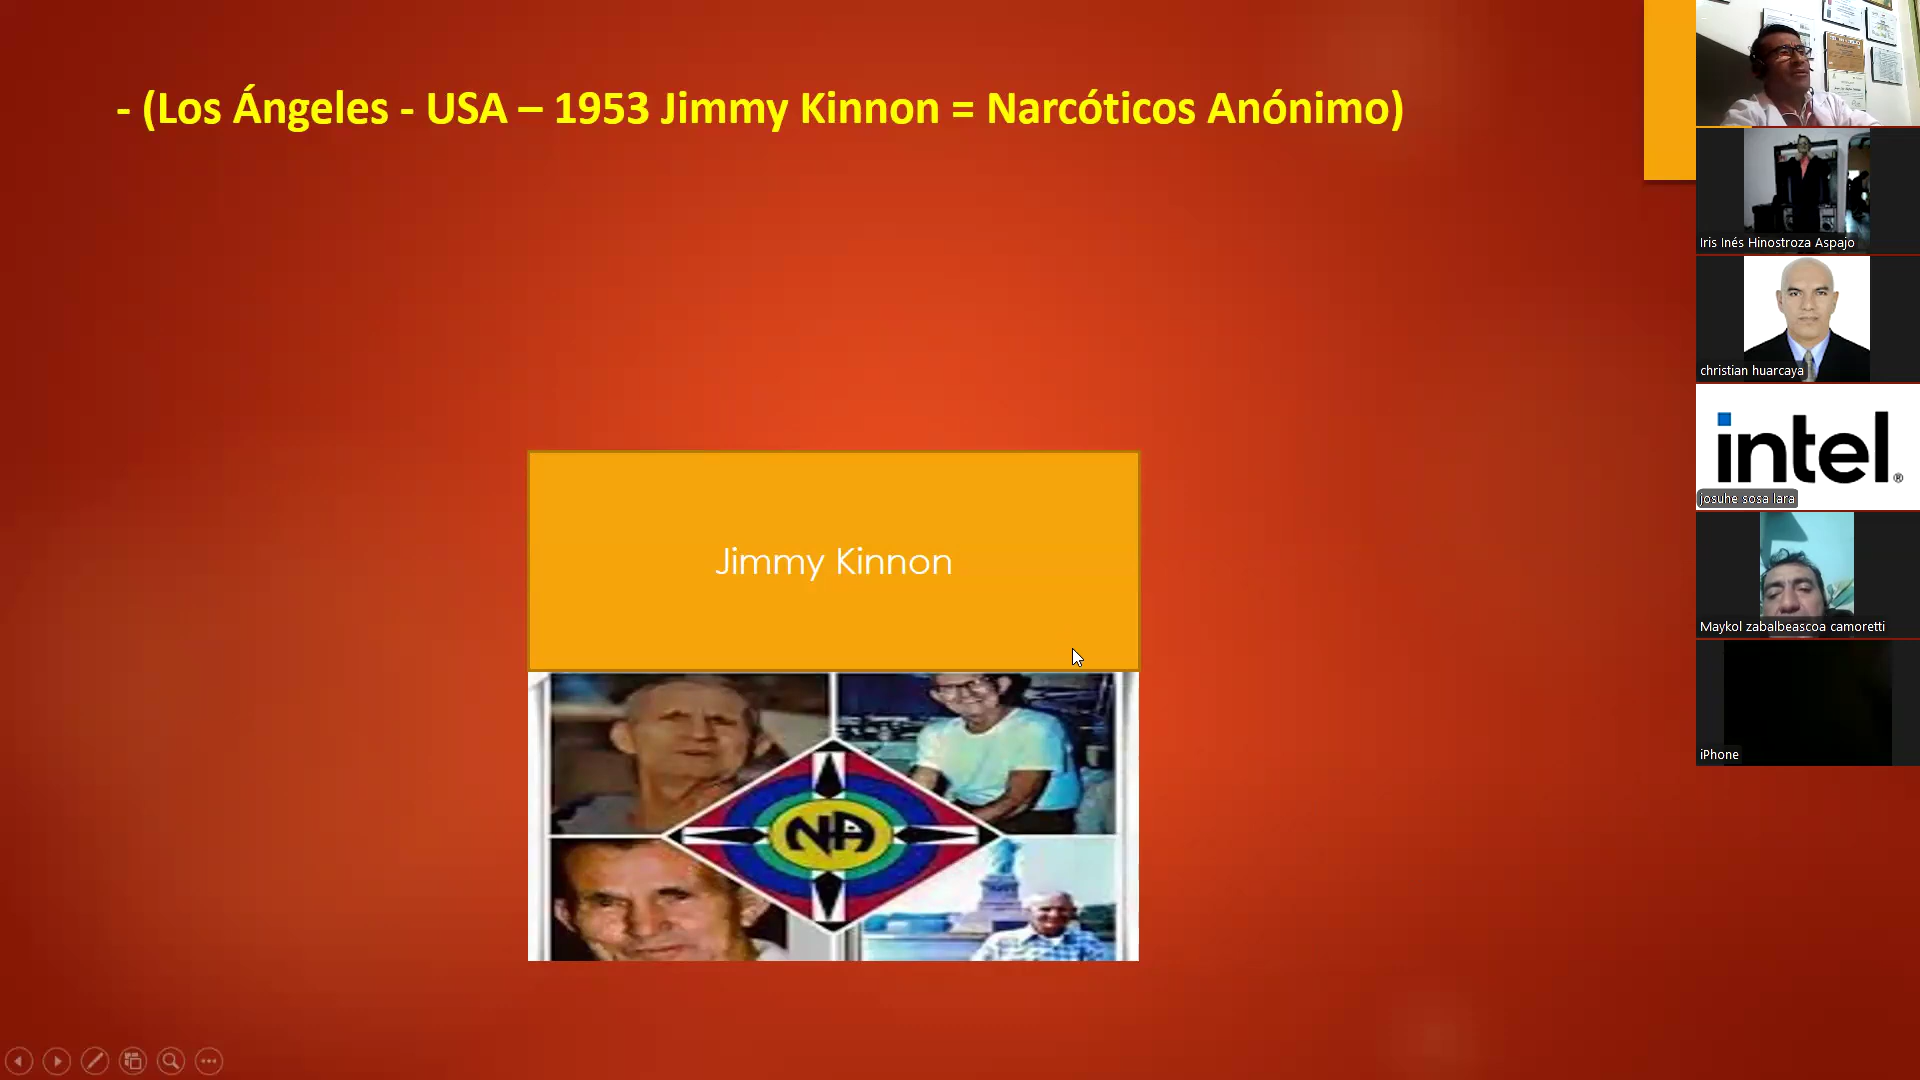 - (Los Ángeles - USA – 1953 Jimmy Kinnon = Narcóticos Anónimo)
Jimmy Kinnon
NA
Iris Inés Hinostroza Aspajo
christian huarcaya
intel®
josuhe sosa lara
Maykol zabalbeascoa camoretti
iPhone